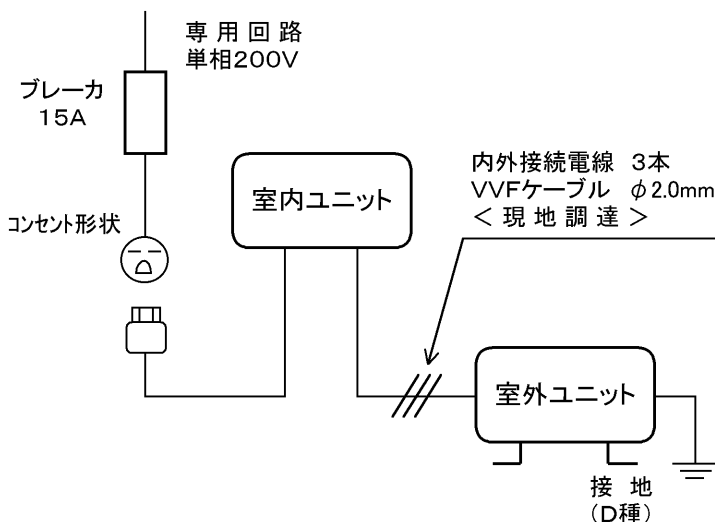 専用回路
単相200V
ブレーカ
15A
コンセント形状
室内ユニット
内外接続電線 3本
VVFケーブル φ2.0mm
＜現地調達＞
室外ユニット
接地
(D種)